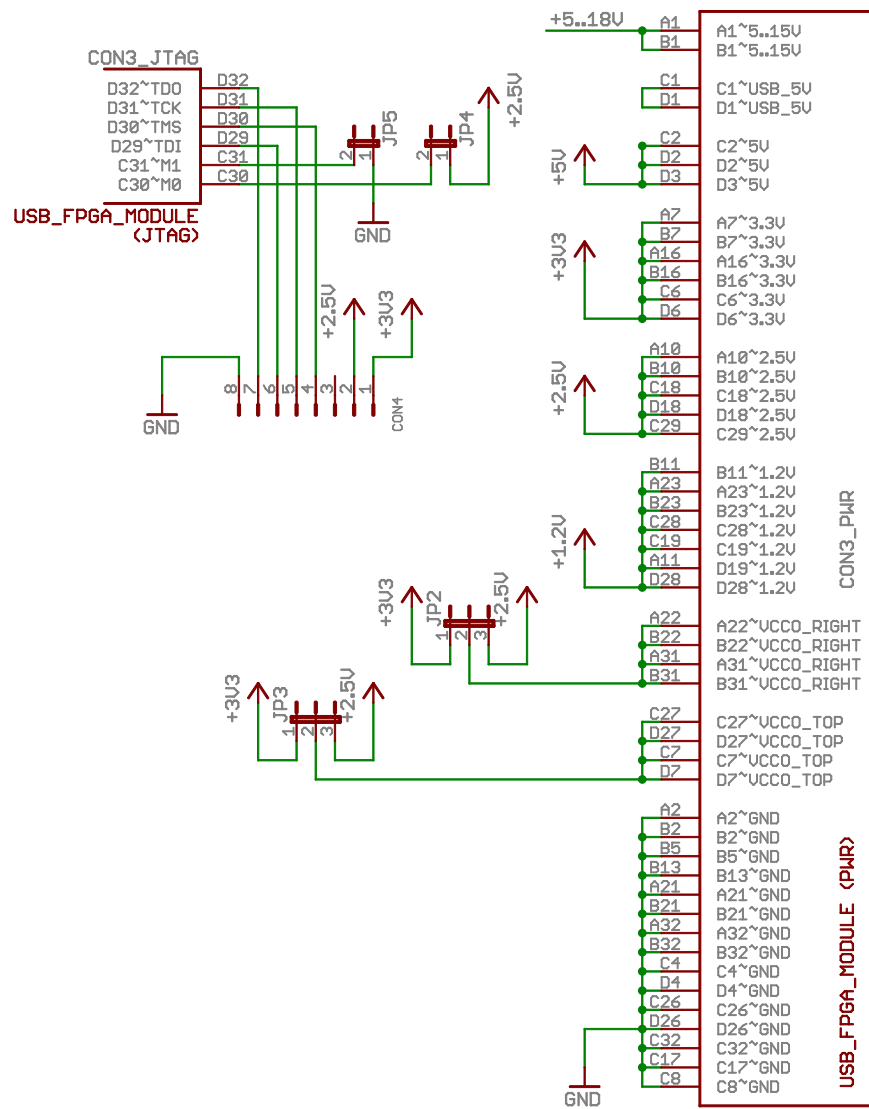 CON3_JTAG
D32~TDO D32
D31~TCK D31
D30~TMS D30
D29~TDI D29
C31~M1 C31
C30~M0 C30
USB_FPGA_MODULE
(JTAG)
2 1 JP5
2 1 JP4
+2.5V
GND
+2.5V
+3V3
8 7 6 5 4 3 2 1
CON4
GND
+3V3
JP2
1 2 3
+2.5V
+3V3
JP3
1 2 3
+2.5V
+5..18V
A1 A1~5..15V
B1 B1~5..15V
C1 C1~USB_5V
D1 D1~USB_5V
+5V
C2 C2~5V
D2 D2~5V
D3 D3~5V
+3V3
A7 A7~3.3V
B7 B7~3.3V
A16 A16~3.3V
B16 B16~3.3V
C6 C6~3.3V
D6 D6~3.3V
+2.5V
A10 A10~2.5V
B10 B10~2.5V
C18 C18~2.5V
D18 D18~2.5V
C29 C29~2.5V
+1.2V
B11 B11~1.2V
A23 A23~1.2V
B23 B23~1.2V
C28 C28~1.2V
C19 C19~1.2V
A11 D19~1.2V
D28 D28~1.2V
A22 A22~VCCO_RIGHT
B22 B22~VCCO_RIGHT
A31 A31~VCCO_RIGHT
B31 B31~VCCO_RIGHT
C27 C27~VCCO_TOP
D27 D27~VCCO_TOP
C7 C7~VCCO_TOP
D7 D7~VCCO_TOP
A2 A2~GND
B2 B2~GND
B5 B5~GND
B13 B13~GND
A21 A21~GND
B21 B21~GND
A32 A32~GND
B32 B32~GND
C4 C4~GND
D4 D4~GND
C26 C26~GND
D26 D26~GND
C32 C32~GND
C17 C17~GND
C8 C8~GND
GND
CON3_PWR
USB_FPGA_MODULE (PWR)